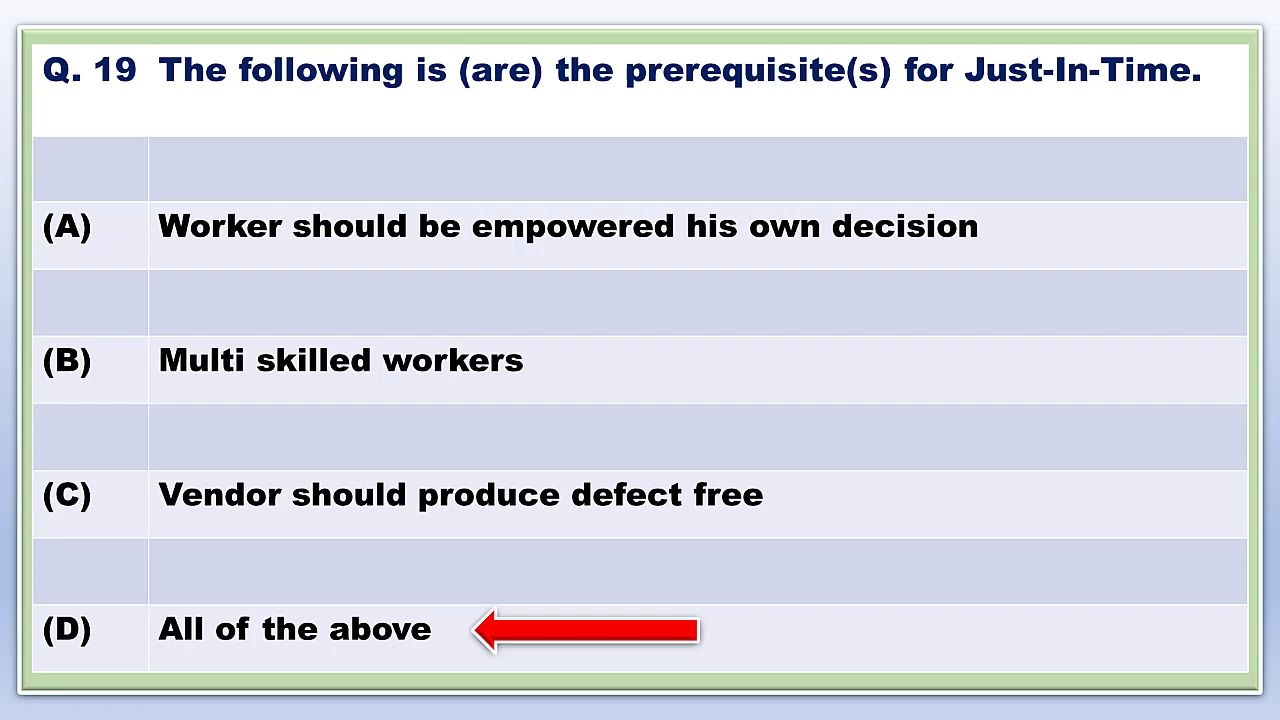 Q. 19 The following is (are) the prerequisite(s) for Just-In-Time.
(A) Worker should be empowered his own decision
(B) Multi skilled workers
(C) Vendor should produce defect free
(D) All of the above